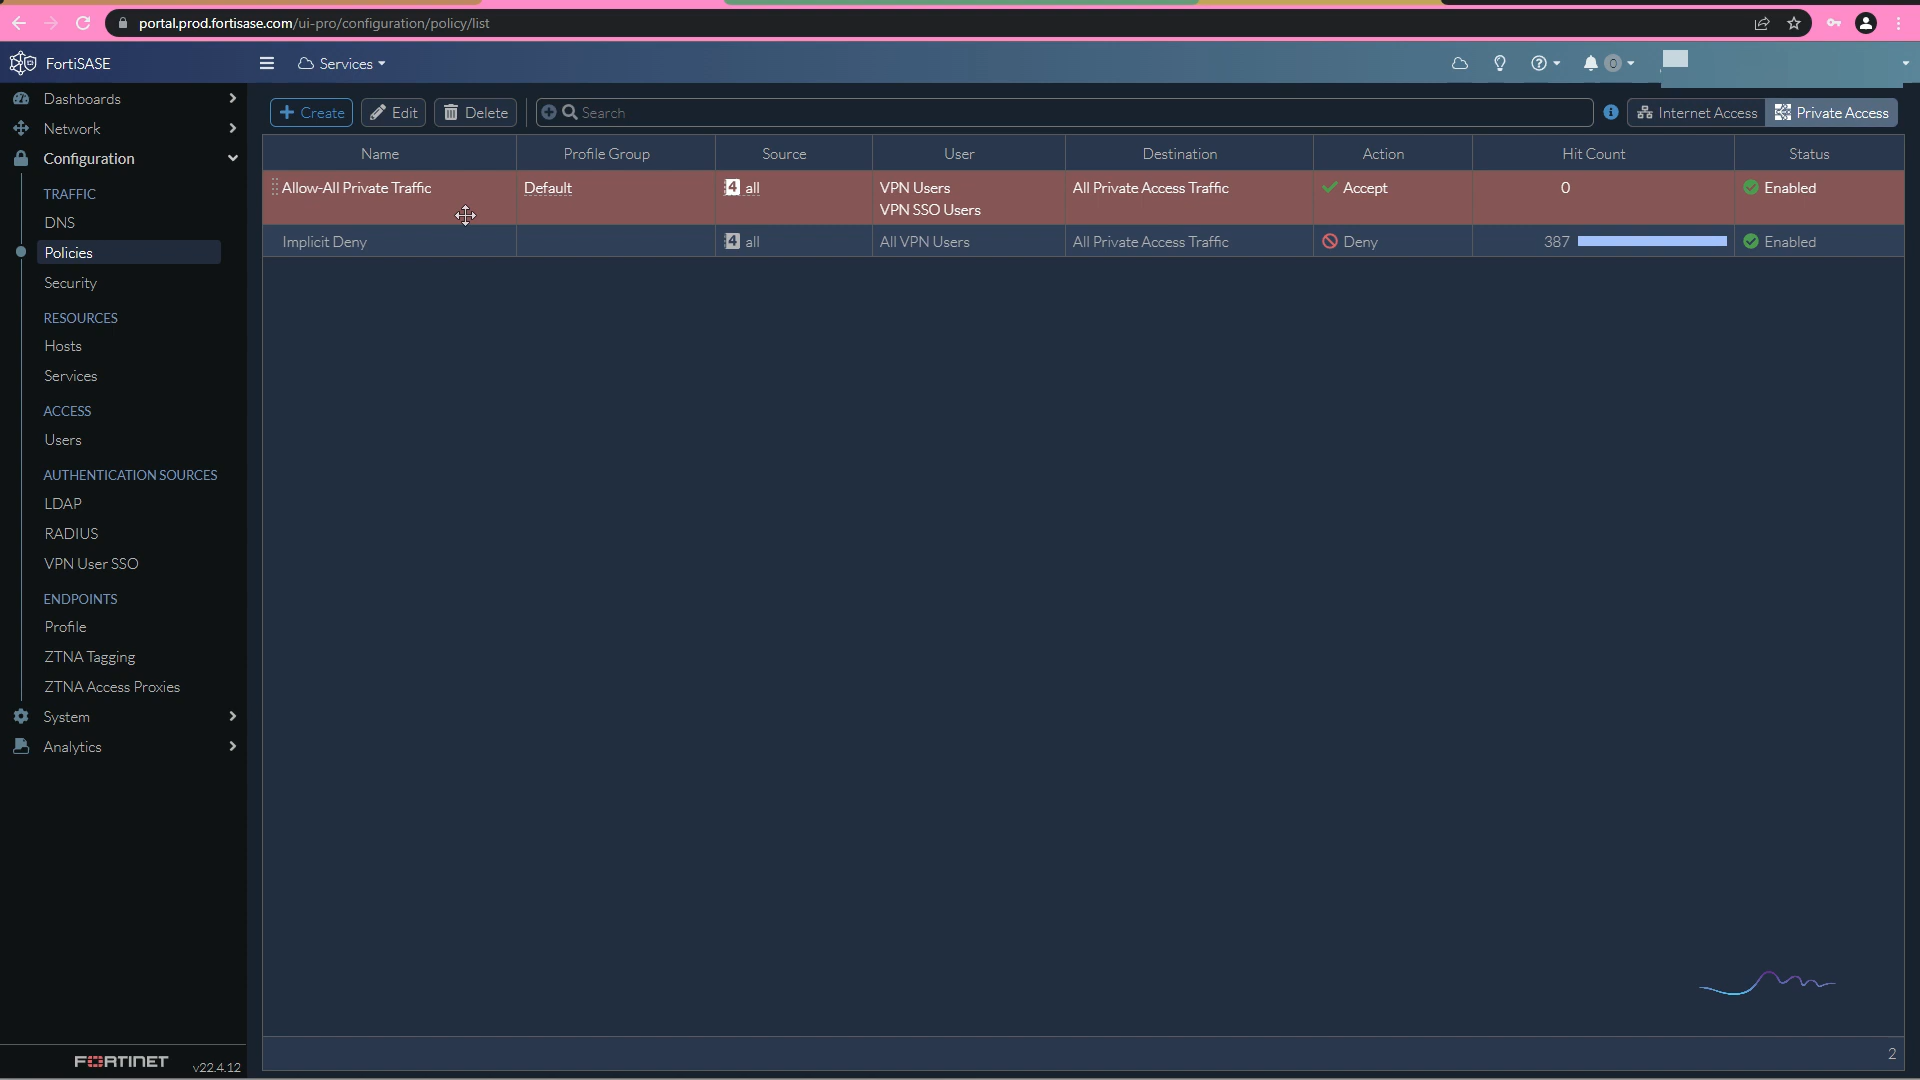 portal.prod.fortisase.com/ui-pro/configuration/policy/list
FortiSASE
Services
0
Dashboards
Network
Configuration
TRAFFIC
DNS
Policies
Security
RESOURCES
Hosts
Services
ACCESS
Users
AUTHENTICATION SOURCES
LDAP
RADIUS
VPN User SSO
ENDPOINTS
Profile
ZTNA Tagging
ZTNA Access Proxies
System
Analytics
FORTINET v22.4.12
Create Edit Delete Search Internet Access Private Access
Name Profile Group Source User Destination Action Hit Count Status
Allow-All Private Traffic Default 4 all VPN Users All Private Access Traffic Accept 0 Enabled
VPN SSO Users
Implicit Deny 4 all All VPN Users All Private Access Traffic Deny 387 Enabled
2